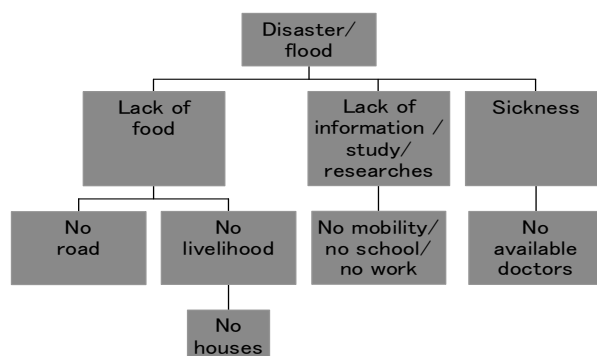 Disaster/
flood
Lack of
food
Lack of
information /
study/
researches
Sickness
No
road
No
livelihood
No mobility/
no school/
no work
No
available
doctors
No
houses